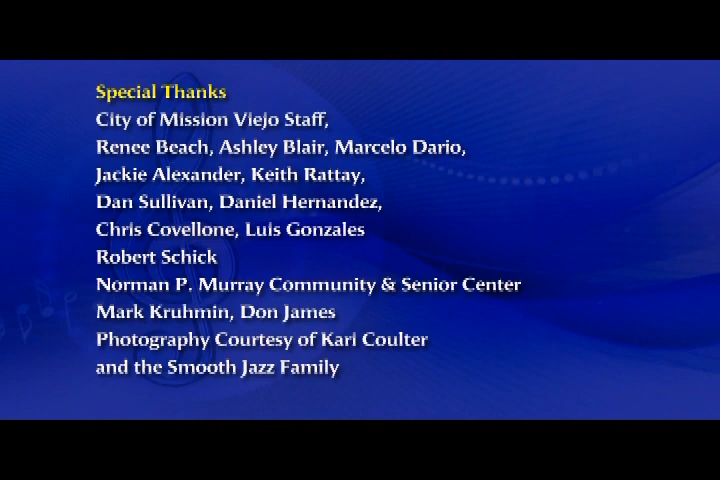 Special Thanks
City of Mission Viejo Staff,
Renee Beach, Ashley Blair, Marcelo Dario,
Jackie Alexander, Keith Rattay,
Dan Sullivan, Daniel Hernandez,
Chris Covellone, Luis Gonzales
Robert Schick
Norman P. Murray Community & Senior Center
Mark Kruhmin, Don James
Photography Courtesy of Karl Coulter
and the Smooth Jazz Family